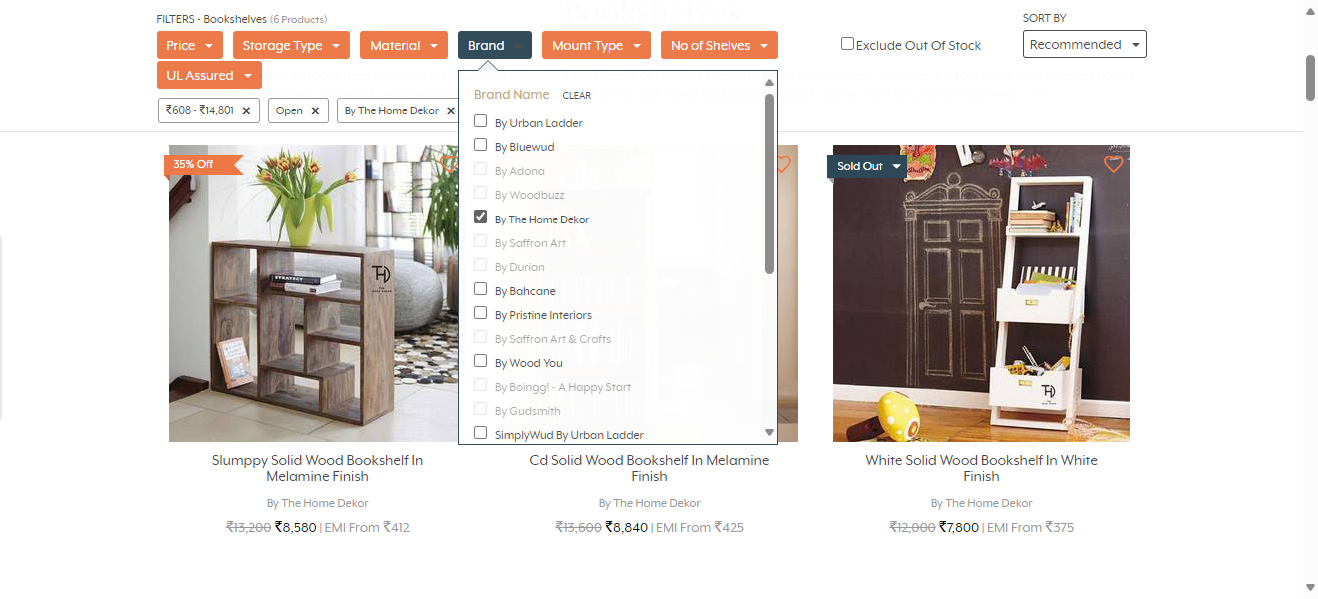 Bookshelves
FILTERS - Bookshelves (6 Products)
SORT BY
Price
Storage Type
Material
Brand
Mount Type
No of Shelves
Exclude Out Of Stock
Recommended
UL Assured
₹608 - ₹14,801 ✕
Open ✕
By The Home Dekor ✕
Brand Name CLEAR
By Urban Ladder
By Bluewud
By Adona
By Woodbuzz
By The Home Dekor
By Saffron Art
By Durian
By Bahcane
By Pristine Interiors
By Saffron Art & Crafts
By Wood You
By Boingg! - A Happy Start
By Gudsmith
SimplyWud By Urban Ladder
35% Off
STRATEGY
THD
Sold Out
THD
Slumppy Solid Wood Bookshelf In
Melamine Finish
By The Home Dekor
₹13,200 ₹8,580 | EMI From ₹412
Cd Solid Wood Bookshelf In Melamine
Finish
By The Home Dekor
₹13,600 ₹8,840 | EMI From ₹425
White Solid Wood Bookshelf In White
Finish
By The Home Dekor
₹12,000 ₹7,800 | EMI From ₹375